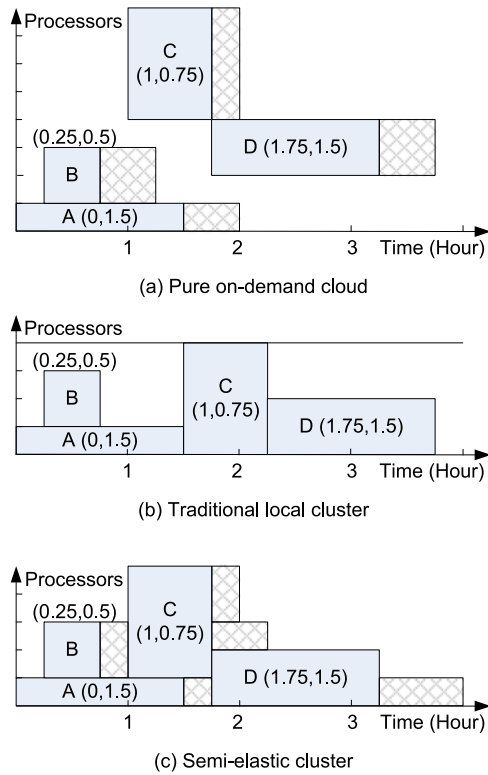 Processors
C
(1,0.75)
(0.25,0.5)
B
D (1.75,1.5)
A (0,1.5)
1
2
3
Time (Hour)
(a) Pure on-demand cloud
Processors
(0.25,0.5)
B
C
(1,0.75)
A (0,1.5)
D (1.75,1.5)
1
2
3
Time (Hour)
(b) Traditional local cluster
Processors
(0.25,0.5)
C
(1,0.75)
B
D (1.75,1.5)
A (0,1.5)
1
2
3
Time (Hour)
(c) Semi-elastic cluster